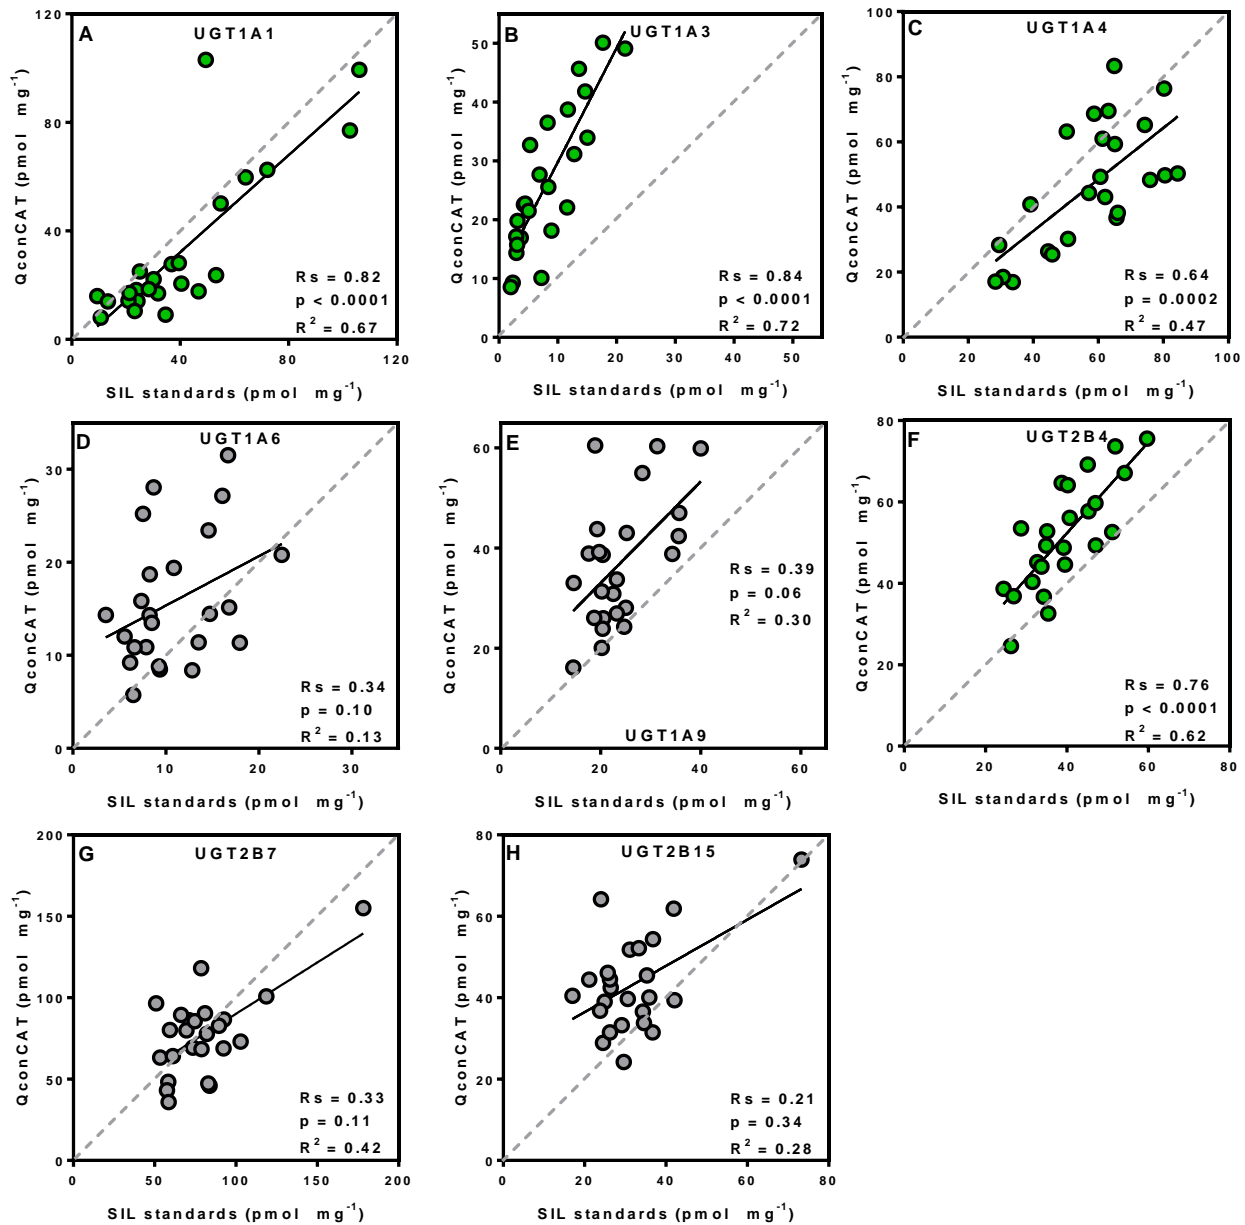 A
UGT1A1
QconCAT (pmol mg-1)
120
80
40
0
0
40
80
120
Rs = 0.82
p < 0.0001
R2 = 0.67
SIL standards (pmol mg-1)
B
UGT1A3
QconCAT (pmol mg-1)
50
40
30
20
10
0
0
10
20
30
40
50
Rs = 0.84
p < 0.0001
R2 = 0.72
SIL standards (pmol mg-1)
C
UGT1A4
QconCAT (pmol mg-1)
100
80
60
40
20
0
0
20
40
60
80
100
Rs = 0.64
p = 0.0002
R2 = 0.47
SIL standards (pmol mg-1)
D
UGT1A6
QconCAT (pmol mg-1)
30
20
10
0
0
10
20
30
Rs = 0.34
p = 0.10
R2 = 0.13
SIL standards (pmol mg-1)
E
QconCAT (pmol mg-1)
60
40
20
0
0
20
40
60
Rs = 0.39
p = 0.06
R2 = 0.30
UGT1A9
SIL standards (pmol mg-1)
F
UGT2B4
QconCAT (pmol mg-1)
80
60
40
20
0
0
20
40
60
80
Rs = 0.76
p < 0.0001
R2 = 0.62
SIL standards (pmol mg-1)
G
UGT2B7
QconCAT (pmol mg-1)
200
150
100
50
0
0
50
100
150
200
Rs = 0.33
p = 0.11
R2 = 0.42
SIL standards (pmol mg-1)
H
UGT2B15
QconCAT (pmol mg-1)
80
60
40
20
0
0
20
40
60
80
Rs = 0.21
p = 0.34
R2 = 0.28
SIL standards (pmol mg-1)